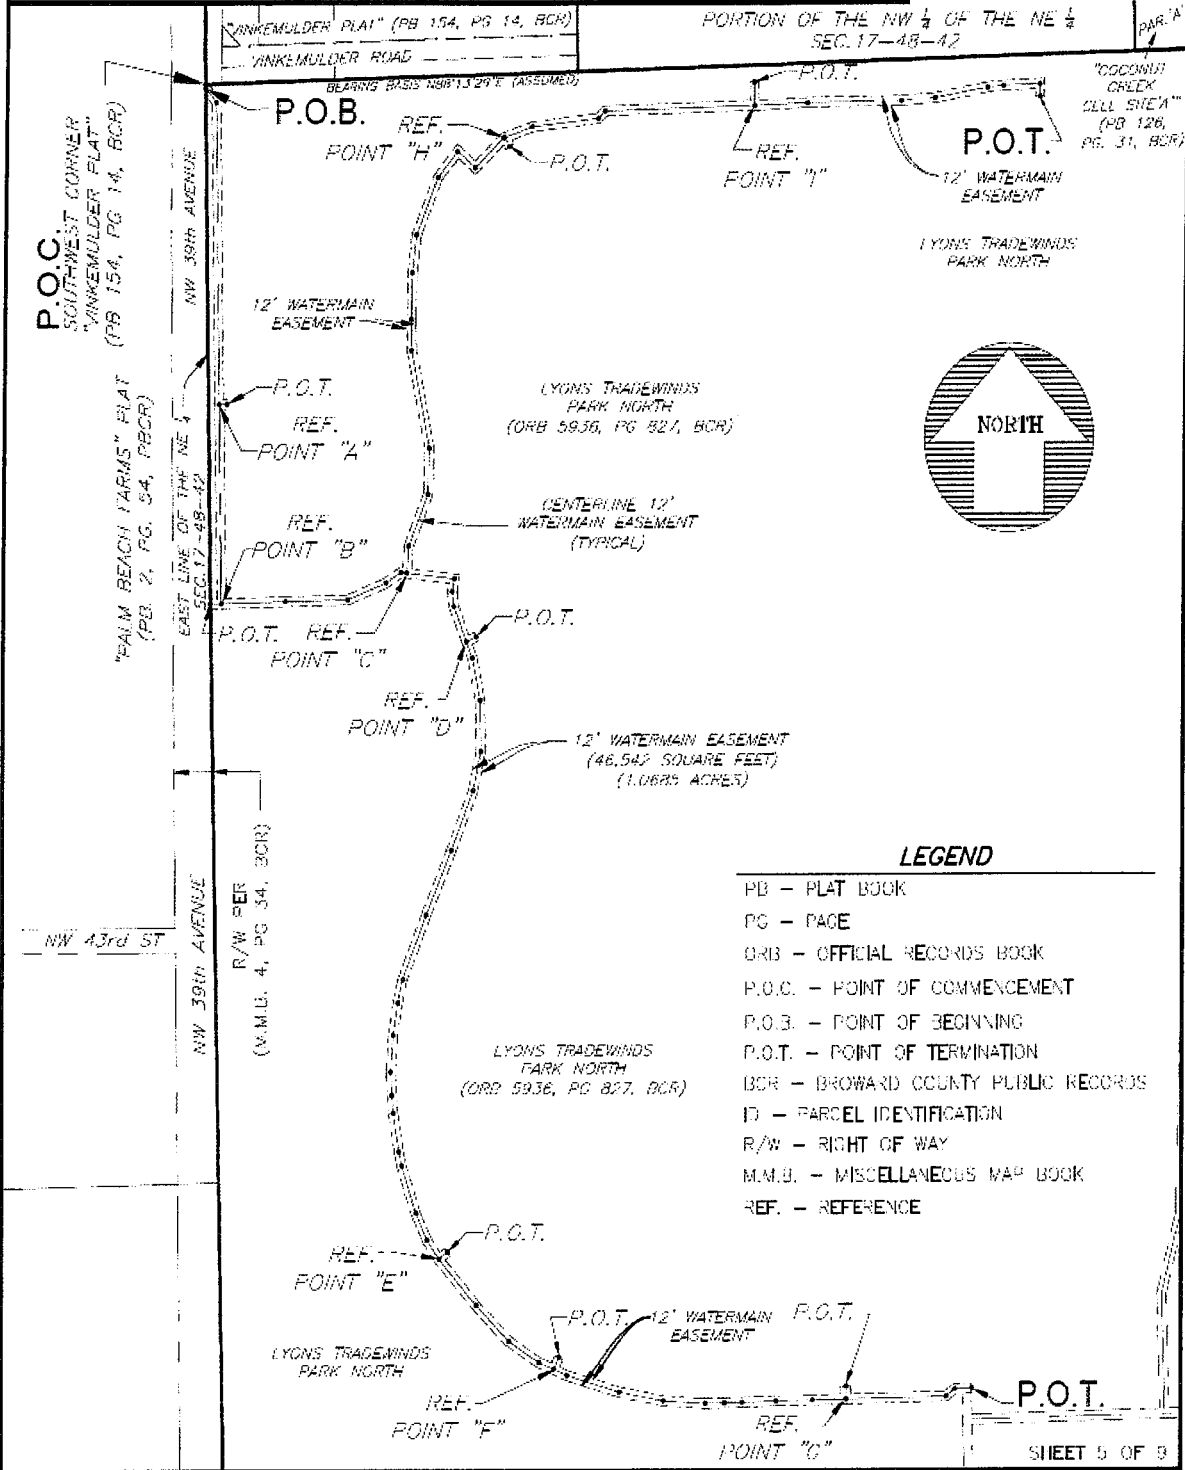 "VINKEMULDER PLAT" (PB 154, PG 14, BCR)
VINKEMULDER ROAD
PORTION OF THE NW 1/4 OF THE NE 1/4
SEC. 17-48-42
PAR. 'A'
"COCONUT
CREEK
CELL SITE A"
(PB 126,
PG. 31, BCR)
BEARING BASIS N88°13'29"E (ASSUMED)
P.O.B.
P.O.C.
SOUTHWEST CORNER
"VINKEMULDER PLAT"
(PB 154, PG 14, BCR)
NW 39th AVENUE
REF.
POINT "H"
P.O.T.
P.O.T.
REF.
POINT "I"
P.O.T.
12' WATERMAIN
EASEMENT
LYONS TRADEWINDS
PARK NORTH
12' WATERMAIN
EASEMENT
P.O.T.
REF.
POINT "A"
LYONS TRADEWINDS
PARK NORTH
(ORB 5936, PG 827, BCR)
NORTH
"PALM BEACH FARMS" PLAT
(PB. 2, PG. 54, PBCR)
EAST LINE OF THE NE 1/4
SEC. 17-48-42
REF.
POINT "B"
CENTERLINE 12'
WATERMAIN EASEMENT
(TYPICAL)
P.O.T.
REF.
POINT "C"
P.O.T.
REF.
POINT "D"
12' WATERMAIN EASEMENT
(46,542 SQUARE FEET)
(1.0685 ACRES)
R/W PER
(M.M.B. 4, PG 34, BCR)
NW 43rd ST
NW 39th AVENUE
LEGEND
PB - PLAT BOOK
PG - PAGE
ORB - OFFICIAL RECORDS BOOK
P.O.C. - POINT OF COMMENCEMENT
P.O.B. - POINT OF BEGINNING
P.O.T. - POINT OF TERMINATION
BCR - BROWARD COUNTY PUBLIC RECORDS
ID - PARCEL IDENTIFICATION
R/W - RIGHT OF WAY
M.M.B. - MISCELLANEOUS MAP BOOK
REF. - REFERENCE
LYONS TRADEWINDS
PARK NORTH
(ORB 5936, PG 827, BCR)
P.O.T.
REF.
POINT "E"
P.O.T.
12' WATERMAIN
EASEMENT
P.O.T.
LYONS TRADEWINDS
PARK NORTH
REF.
POINT "F"
REF.
POINT "G"
P.O.T.
SHEET 5 OF 9